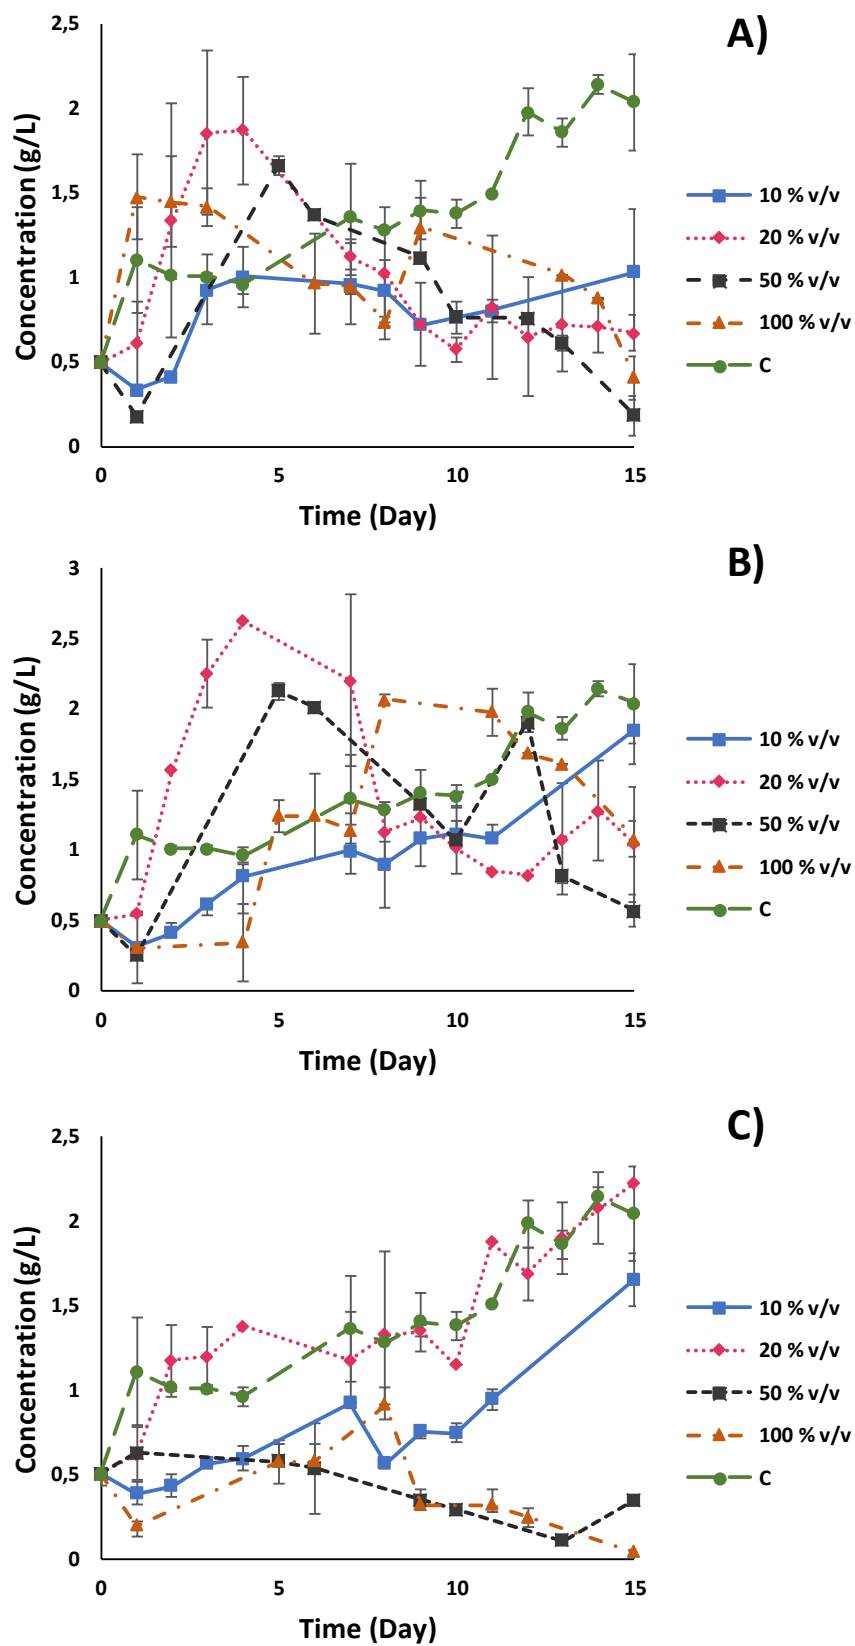 A)
2,5
2
1,5
1
0,5
0
Concentration (g/L)
0
5
10
15
Time (Day)
10 % v/v
20 % v/v
50 % v/v
100 % v/v
C
B)
3
2,5
2
1,5
1
0,5
0
Concentration (g/L)
0
5
10
15
Time (Day)
10 % v/v
20 % v/v
50 % v/v
100 % v/v
C
C)
2,5
2
1,5
1
0,5
0
Concentration (g/L)
0
5
10
15
Time (Day)
10 % v/v
20 % v/v
50 % v/v
100 % v/v
C